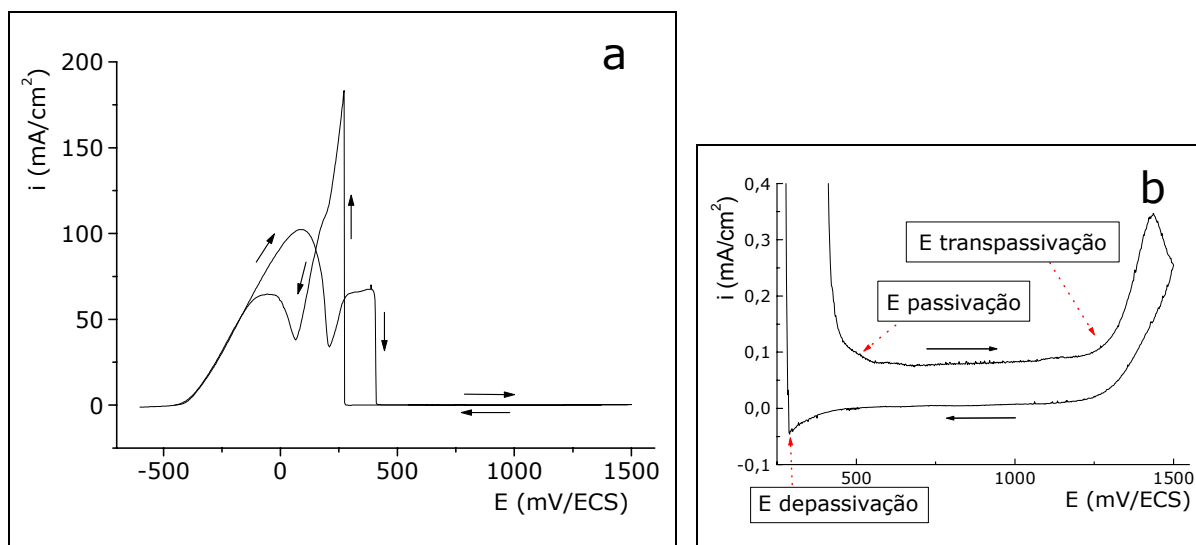 a
200
150
100
50
0
i (mA/cm²)
-500 0 500 1000 1500
E (mV/ECS)
b
0,4
0,3
0,2
0,1
0,0
-0,1
i (mA/cm²)
E transpassivação
E passivação
500 1000 1500
E (mV/ECS)
E depassivação